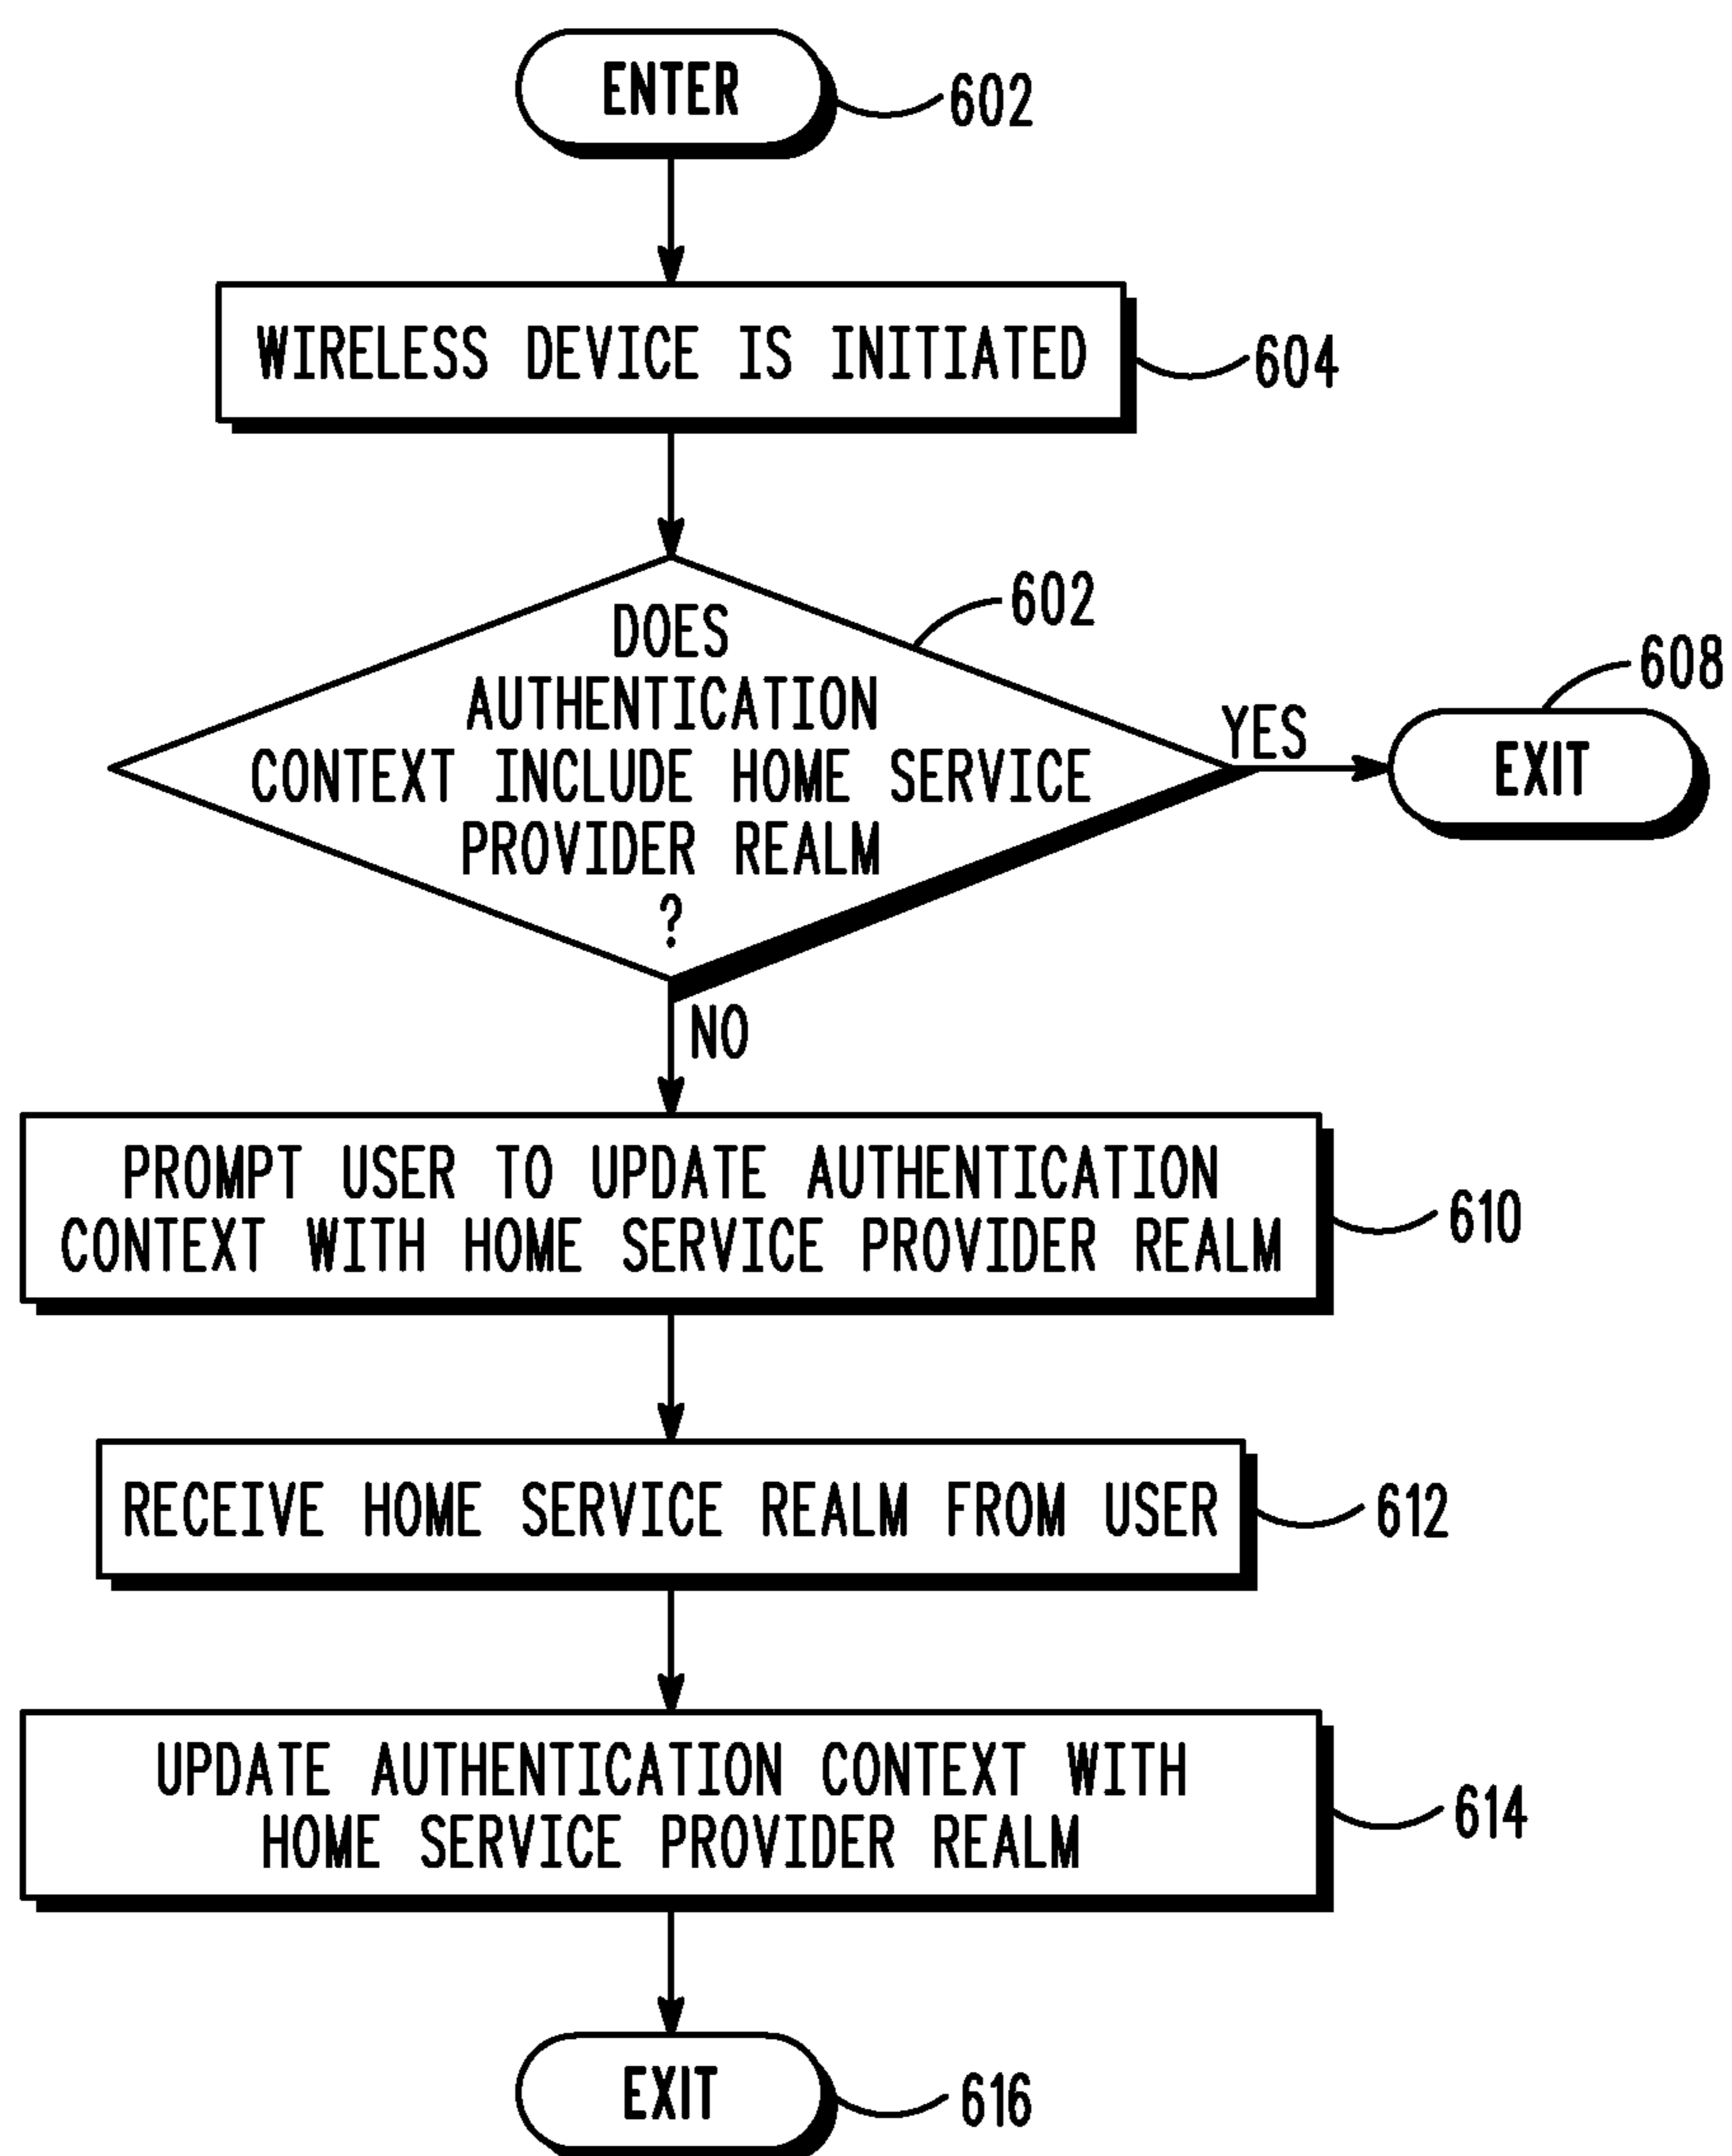 ENTER
602
WIRELESS DEVICE IS INITIATED
604
DOES
AUTHENTICATION
CONTEXT INCLUDE HOME SERVICE
PROVIDER REALM
?
602
YES
608
EXIT
NO
PROMPT USER TO UPDATE AUTHENTICATION
CONTEXT WITH HOME SERVICE PROVIDER REALM
610
RECEIVE HOME SERVICE REALM FROM USER
612
UPDATE AUTHENTICATION CONTEXT WITH
HOME SERVICE PROVIDER REALM
614
EXIT
616